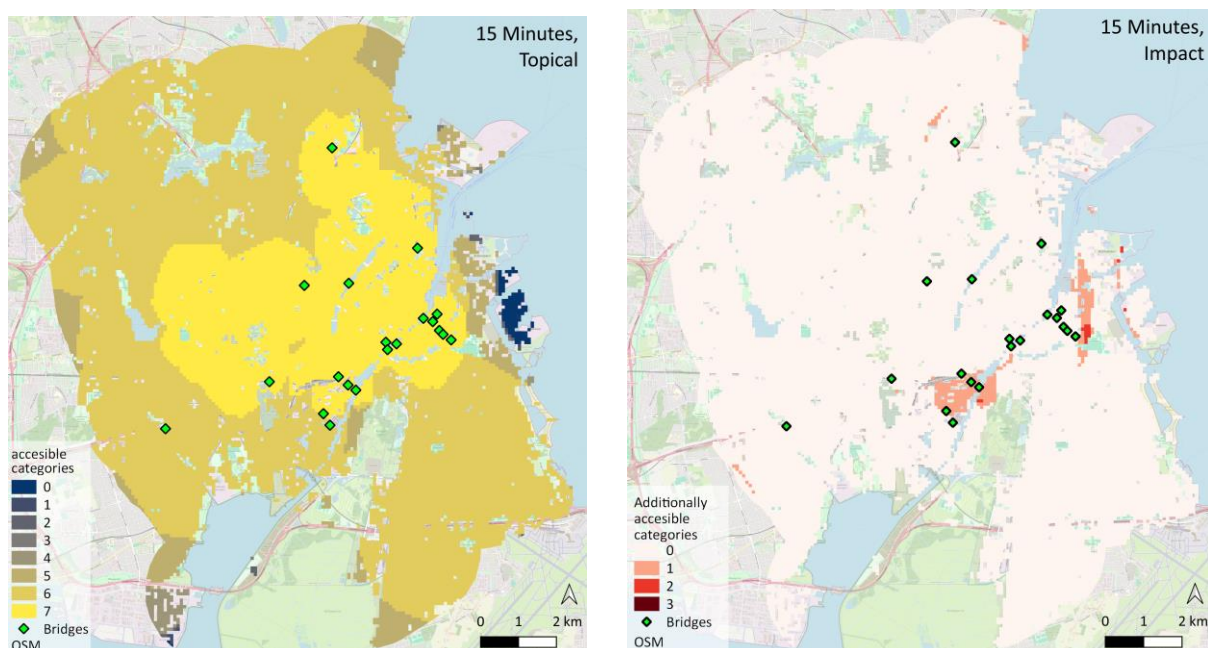 15 Minutes,
Topical
accesible
categories
0
1
2
3
4
5
6
7
Bridges
OSM
0 1 2 km
15 Minutes,
Impact
Additionally
accesible
categories
0
1
2
3
Bridges
OSM
0 1 2 km